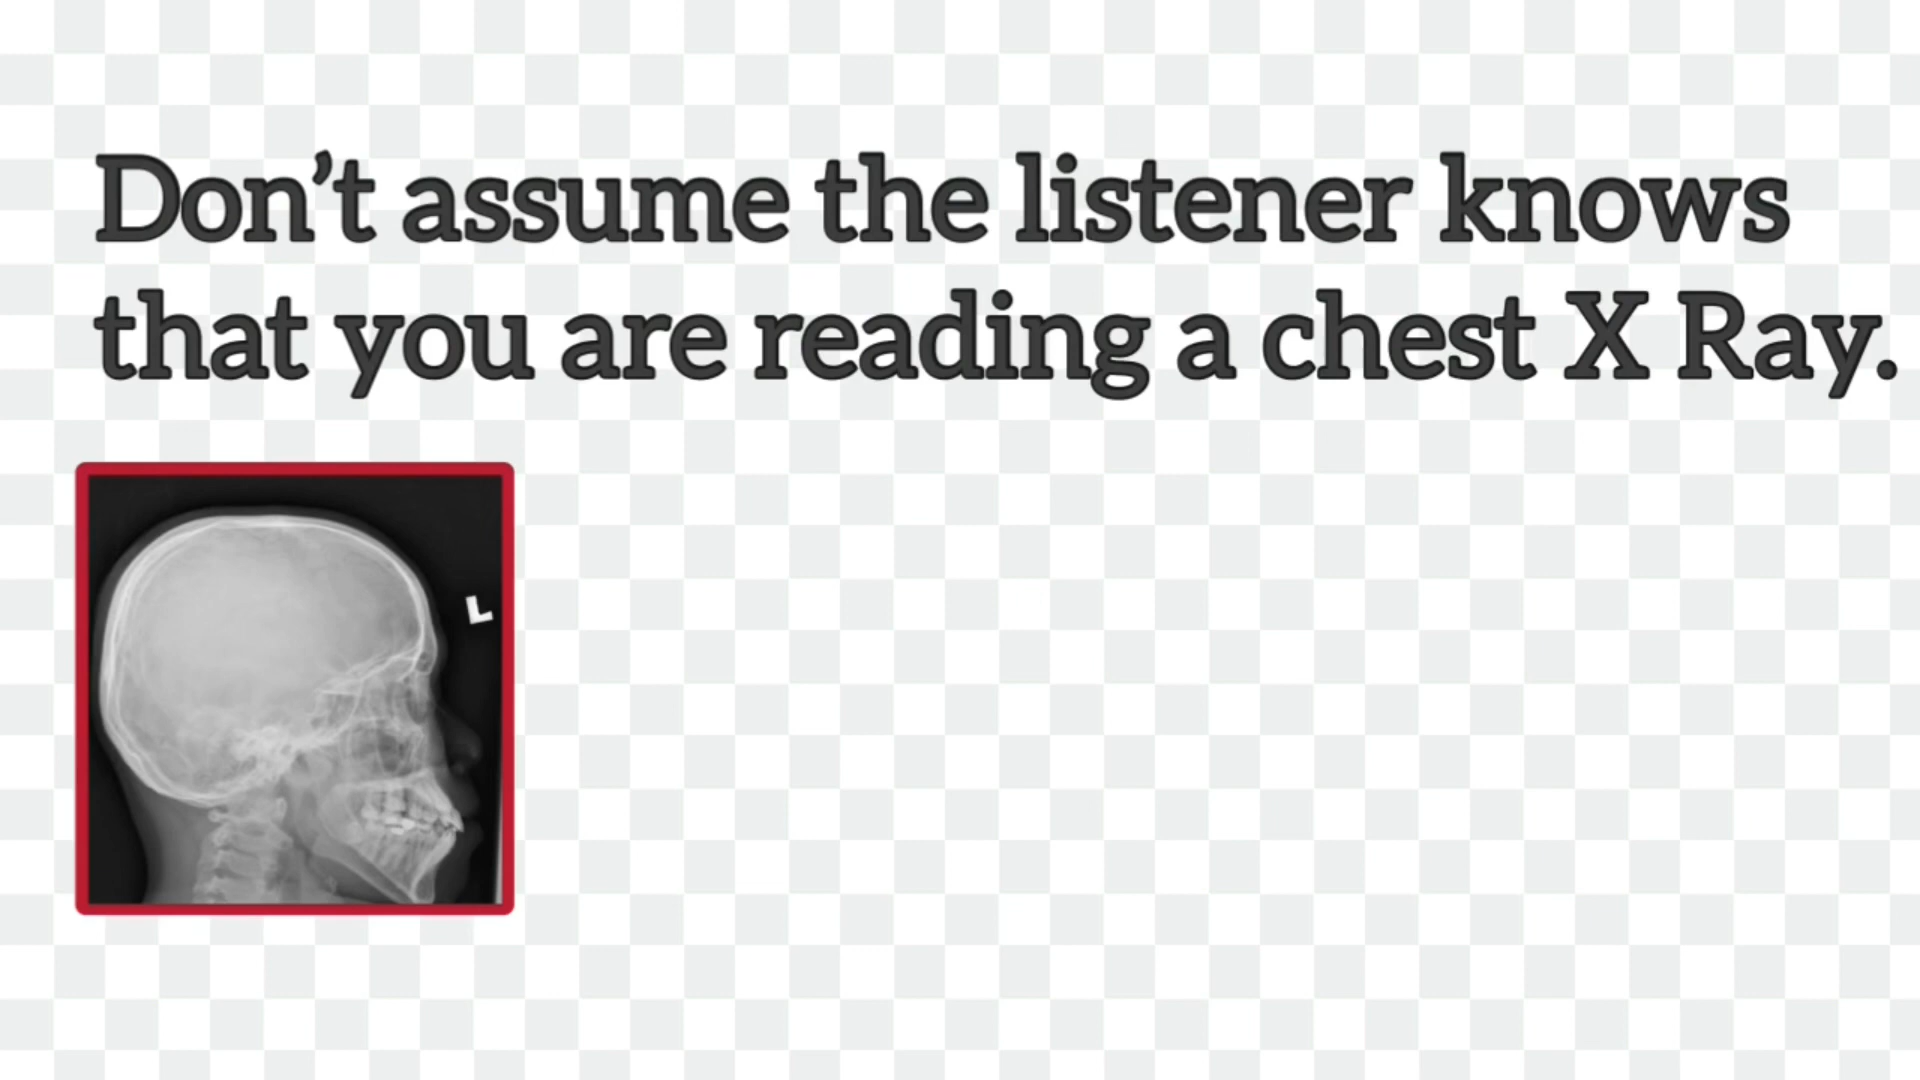 Don’t assume the listener knows
that you are reading a chest X Ray.
L